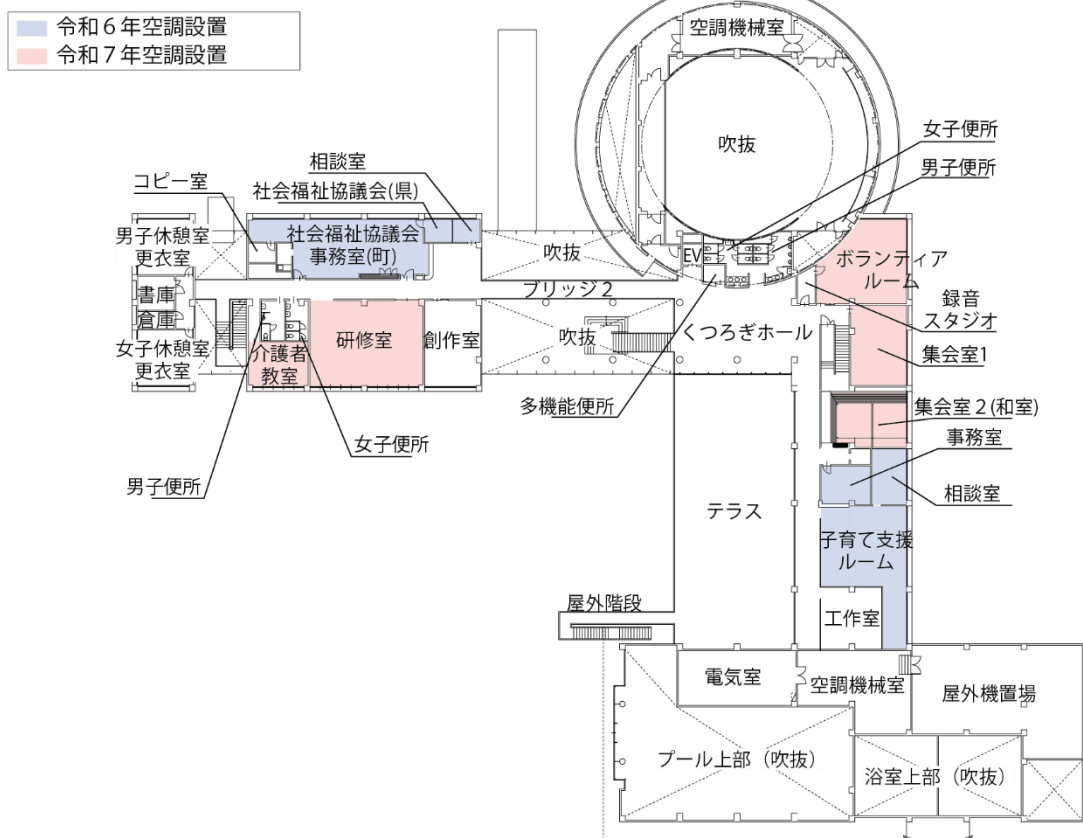 令和６年空調設置
令和７年空調設置
空調機械室
吹抜
女子便所
男子便所
相談室
コピー室
社会福祉協議会(県)
男子休憩室
更衣室
社会福祉協議会
事務室(町)
吹抜
EV
ボランティア
ルーム
書庫
ブリッジ２
録音
スタジオ
倉庫
女子休憩室
更衣室
介護者
教室
研修室
創作室
吹抜
くつろぎホール
集会室1
多機能便所
集会室２(和室)
女子便所
事務室
男子便所
相談室
テラス
子育て支援
ルーム
屋外階段
工作室
電気室
空調機械室
屋外機置場
プール上部（吹抜）
浴室上部（吹抜）